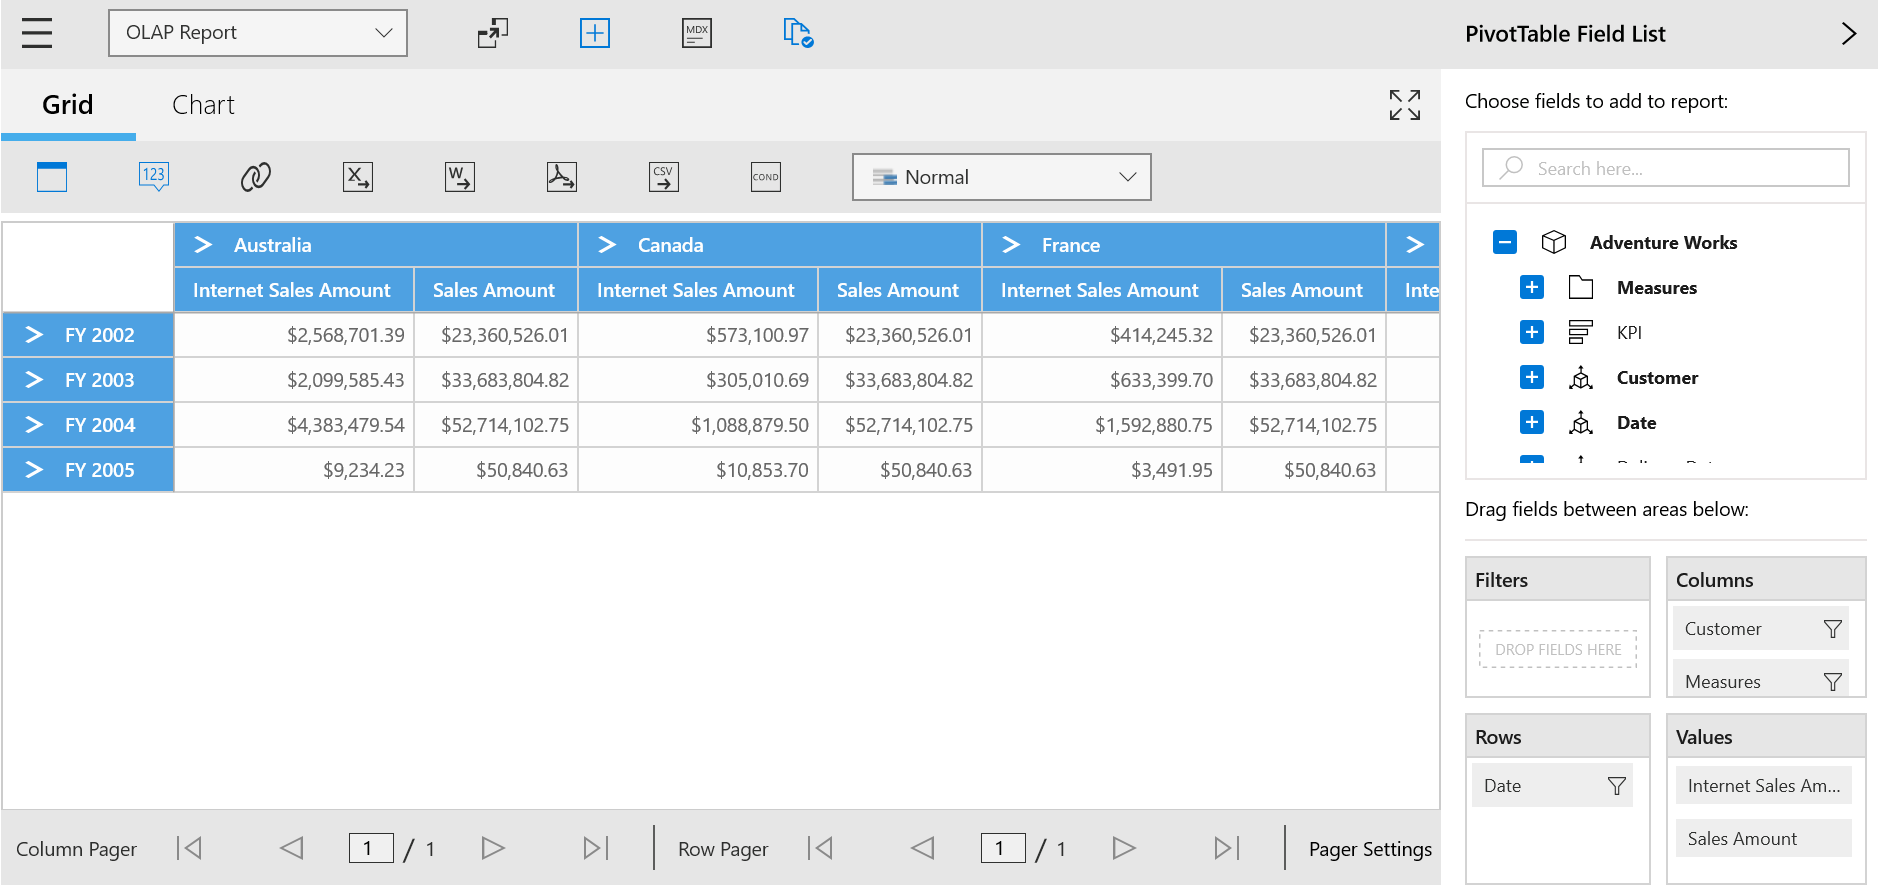 OLAP Report
MDX
PivotTable Field List
Grid
Chart
Choose fields to add to report:
123
X
W
CSV
COND
Normal
Search here...
Australia
Canada
France
Internet Sales Amount
Sales Amount
Internet Sales Amount
Sales Amount
Internet Sales Amount
Sales Amount
Inte
FY 2002
$2,568,701.39
$23,360,526.01
$573,100.97
$23,360,526.01
$414,245.32
$23,360,526.01
FY 2003
$2,099,585.43
$33,683,804.82
$305,010.69
$33,683,804.82
$633,399.70
$33,683,804.82
FY 2004
$4,383,479.54
$52,714,102.75
$1,088,879.50
$52,714,102.75
$1,592,880.75
$52,714,102.75
FY 2005
$9,234.23
$50,840.63
$10,853.70
$50,840.63
$3,491.95
$50,840.63
Adventure Works
Measures
KPI
Customer
Date
Drag fields between areas below:
Filters
DROP FIELDS HERE
Columns
Customer
Measures
Rows
Date
Values
Internet Sales Am...
Sales Amount
Column Pager
1 / 1
Row Pager
1 / 1
Pager Settings